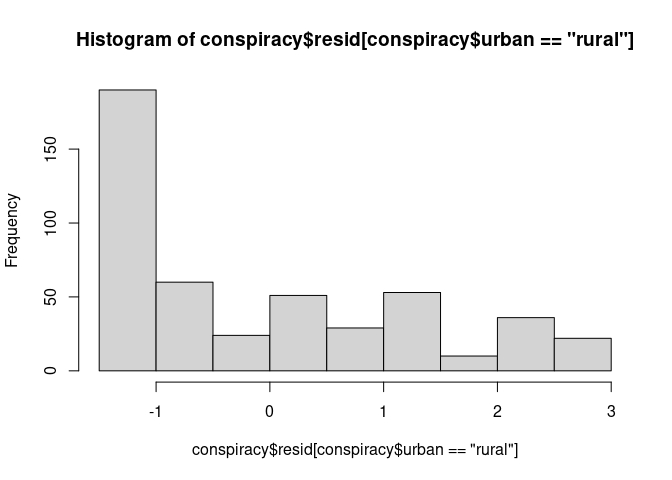 Histogram of conspiracy$resid[conspiracy$urban == "rural"]
Frequency
150
100
50
0
-1 0 1 2 3
conspiracy$resid[conspiracy$urban == "rural"]